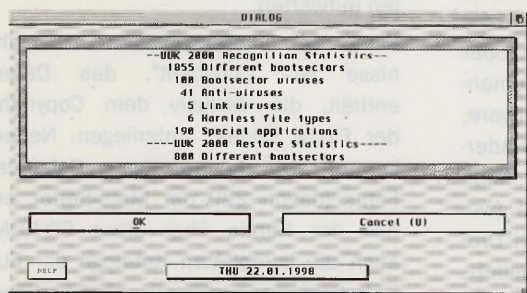 DIALOG
--UVK 2000 Recognition Statistics--
1855 Different bootsectors
100 Bootsector viruses
41 Anti-viruses
5 Link viruses
6 Harmless file types
190 Special applications
----UVK 2000 Restore Statistics----
800 Different bootsectors
OK
Cancel (U)
HELP
THU 22.01.1998